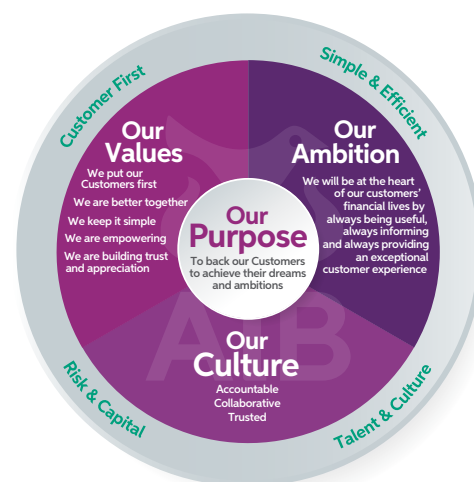 Customer First
Simple & Efficient
Our
Values
We put our
Customers first
We are better together
We keep it simple
We are empowering
We are building trust
and appreciation
Our
Ambition
We will be at the heart
of our customers'
financial lives by
always being useful,
always informing
and always providing
an exceptional
customer experience
Our
Purpose
To back our Customers
to achieve their dreams
and ambitions
AIB
Our
Culture
Accountable
Collaborative
Trusted
Risk & Capital
Talent & Culture